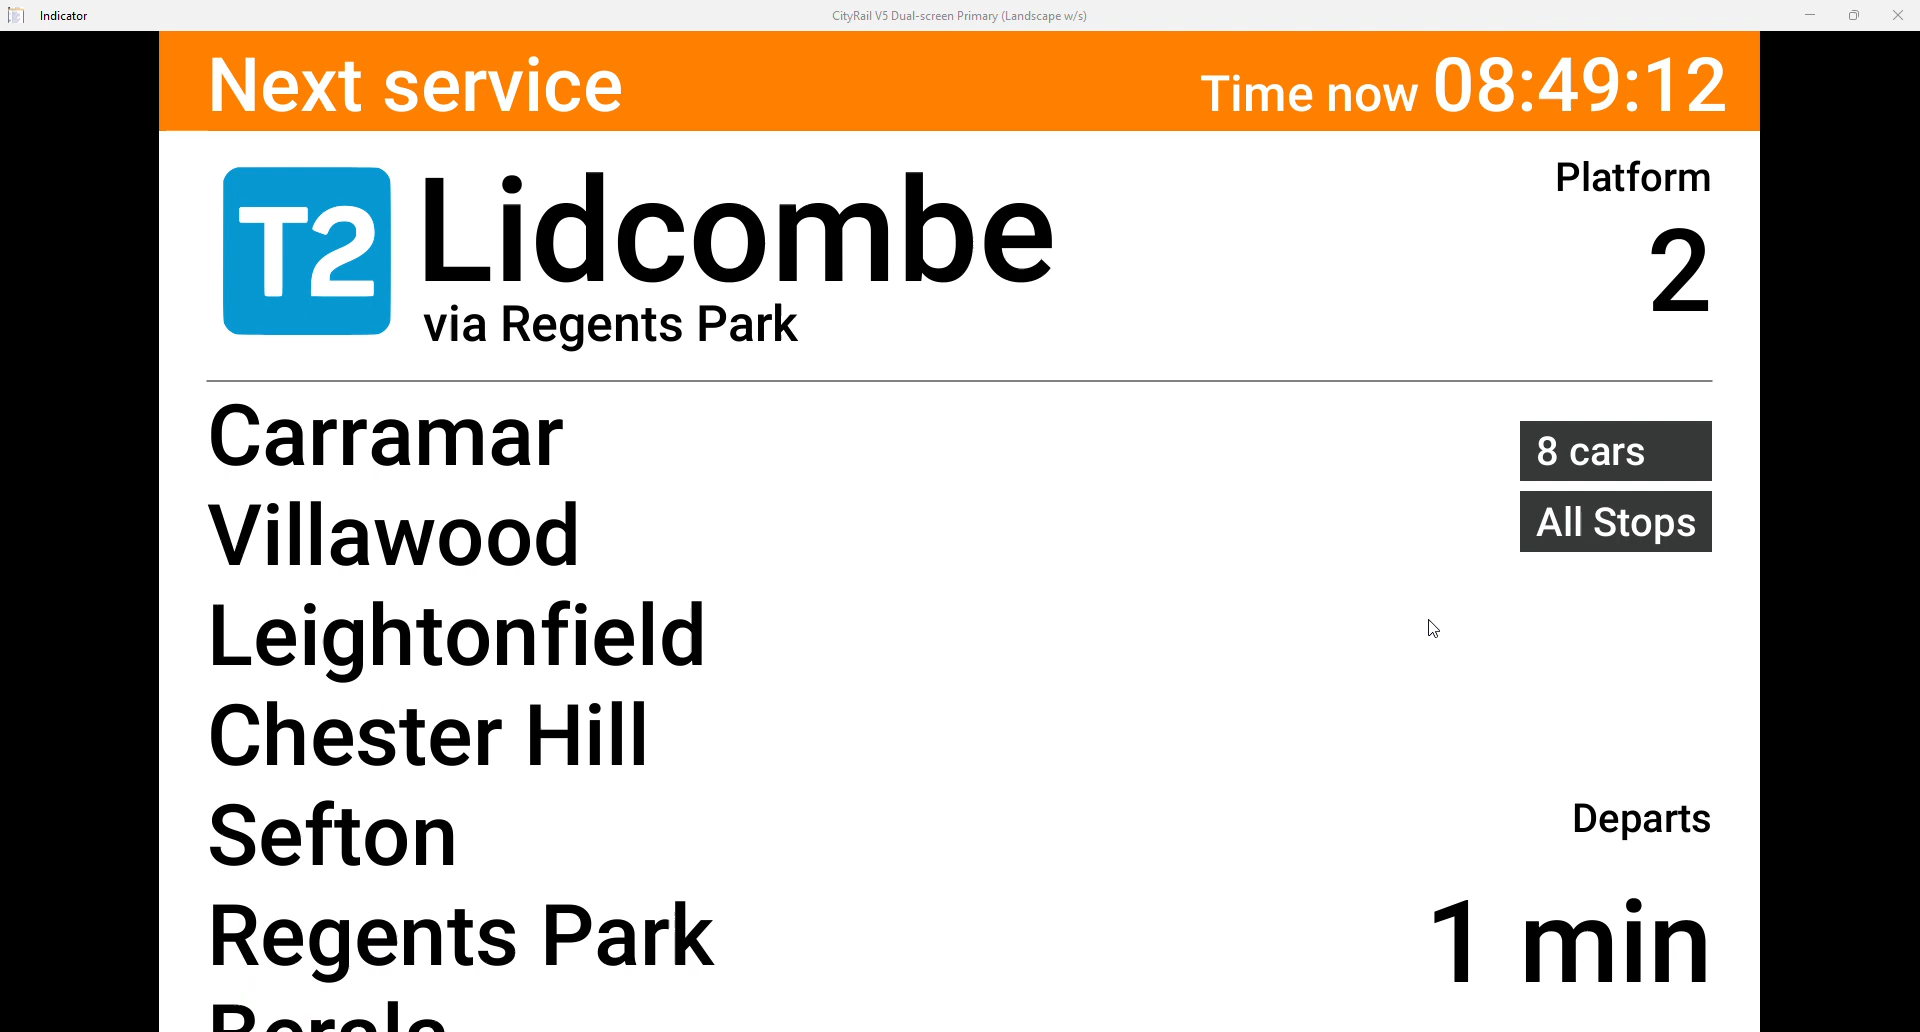 Indicator
CityRail V5 Dual-screen Primary (Landscape w/s)
Next service
Time now 08:49:12
T2
Lidcombe
via Regents Park
Platform
2
Carramar
Villawood
Leightonfield
Chester Hill
Sefton
Regents Park
Berala
8 cars
All Stops
Departs
1 min